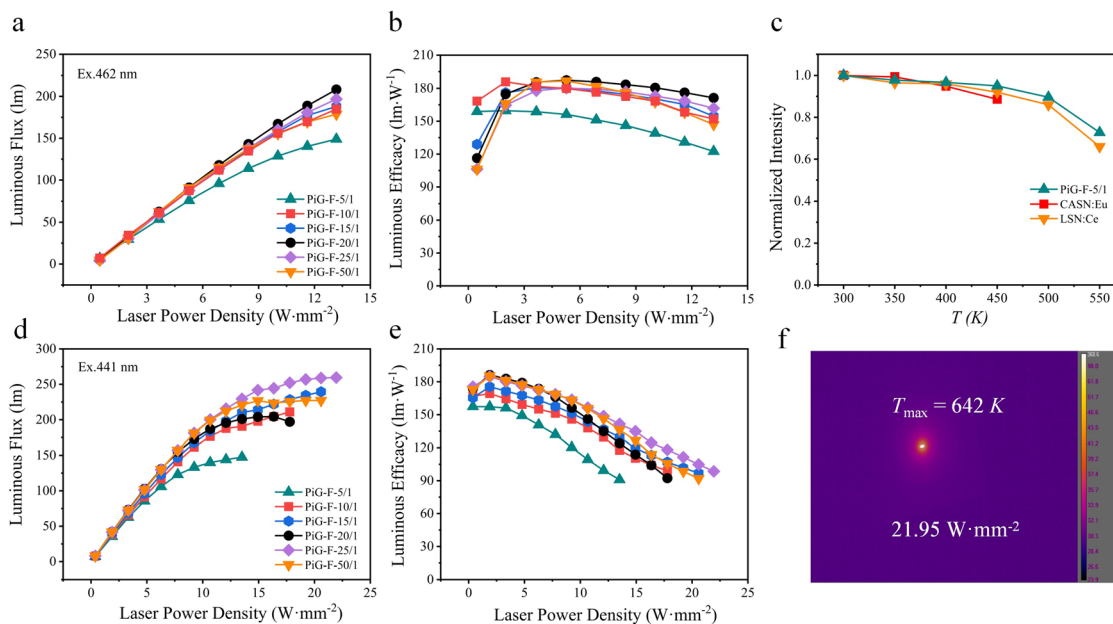 a
Luminous Flux (lm)
250
200
150
100
50
0
Ex.462 nm
PiG-F-5/1
PiG-F-10/1
PiG-F-15/1
PiG-F-20/1
PiG-F-25/1
PiG-F-50/1
0 3 6 9 12 15
Laser Power Density (W·mm-2)
b
Luminous Efficacy (lm·W-1)
210
180
150
120
90
60
30
0
0 3 6 9 12 15
Laser Power Density (W·mm-2)
c
Normalized Intensity
1.0
0.8
0.6
0.4
0.2
0.0
PiG-F-5/1
CASN:Eu
LSN:Ce
300 350 400 450 500 550
T (K)
d
Luminous Flux (lm)
300
250
200
150
100
50
0
Ex.441 nm
PiG-F-5/1
PiG-F-10/1
PiG-F-15/1
PiG-F-20/1
PiG-F-25/1
PiG-F-50/1
0 5 10 15 20 25
Laser Power Density (W·mm-2)
e
Luminous Efficacy (lm·W-1)
210
180
150
120
90
60
30
0
0 5 10 15 20 25
Laser Power Density (W·mm-2)
f
Tmax = 642 K
21.95 W·mm-2